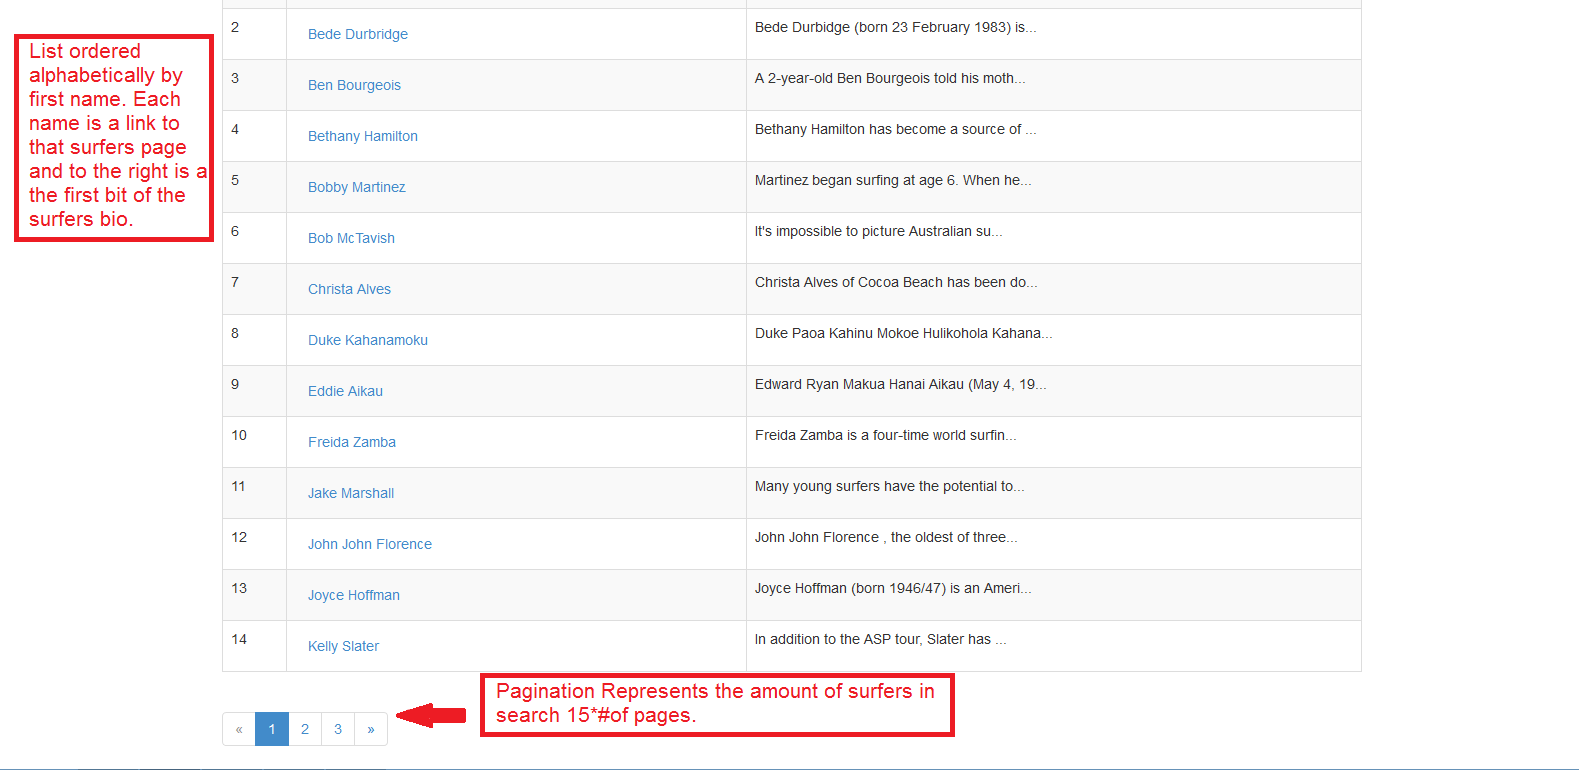 2 Bede Durbridge Bede Durbidge (born 23 February 1983) is...
List ordered
alphabetically by
first name. Each
name is a link to
that surfers page
and to the right is a
the first bit of the
surfers bio.
3 Ben Bourgeois A 2-year-old Ben Bourgeois told his moth...
4 Bethany Hamilton Bethany Hamilton has become a source of ...
5 Bobby Martinez Martinez began surfing at age 6. When he...
6 Bob McTavish It's impossible to picture Australian su...
7 Christa Alves Christa Alves of Cocoa Beach has been do...
8 Duke Kahanamoku Duke Paoa Kahinu Mokoe Hulikohola Kahana...
9 Eddie Aikau Edward Ryan Makua Hanai Aikau (May 4, 19...
10 Freida Zamba Freida Zamba is a four-time world surfin...
11 Jake Marshall Many young surfers have the potential to...
12 John John Florence John John Florence , the oldest of three...
13 Joyce Hoffman Joyce Hoffman (born 1946/47) is an Ameri...
14 Kelly Slater In addition to the ASP tour, Slater has ...
Pagination Represents the amount of surfers in
search 15*#of pages.
« 1 2 3 »